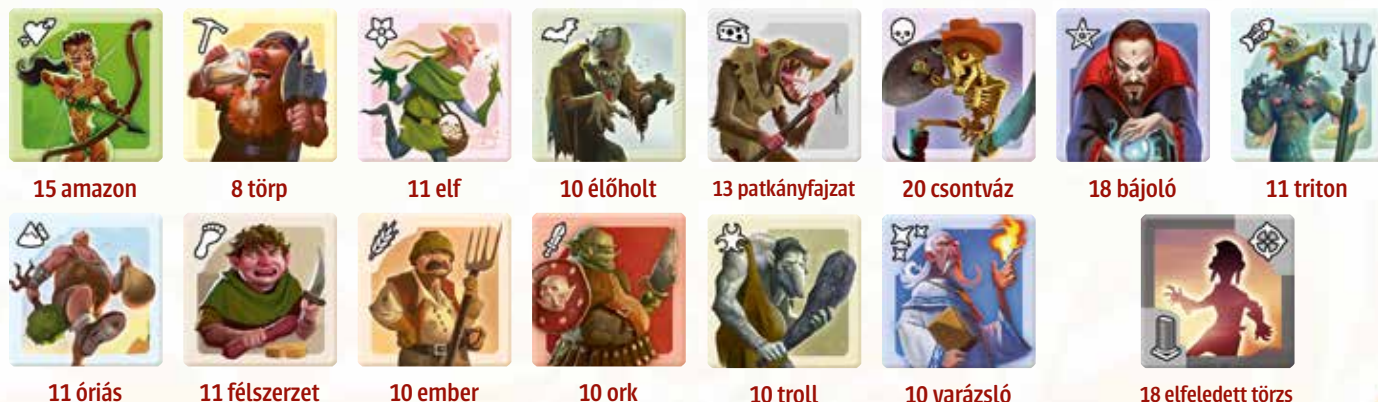 15 amazon
8 törp
11 elf
10 élőholt
13 patkányfajzat
20 csontváz
18 bájoló
11 triton
11 óriás
11 félszerzet
10 ember
10 ork
10 troll
10 varázsló
18 elfeledett törzs